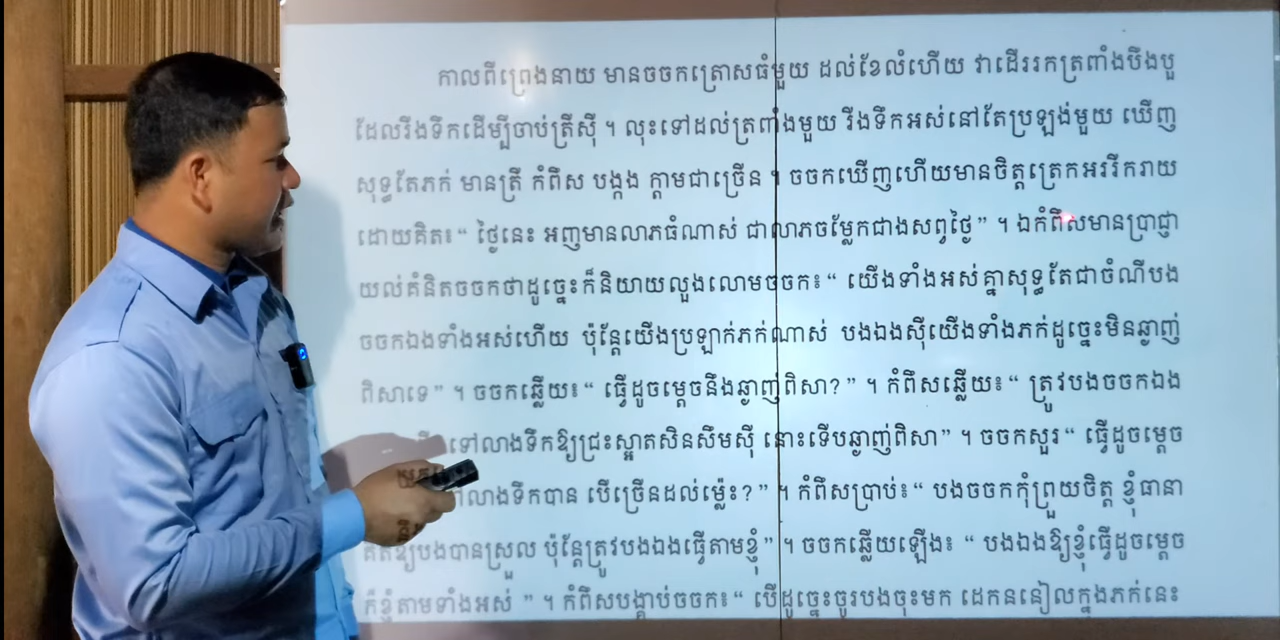 កាលពីព្រេងនាយ មានចចកត្រោសធំមួយ ដល់ខែលំហើយ វាដើររកត្រពាំងបឹងបួ
ដែលរីងទឹកដើម្បីចាប់ត្រីស៊ី ។ លុះទៅដល់ត្រពាំងមួយ រីងទឹកអស់នៅតែប្រឡង់មួយ ឃើញ
សុទ្ធតែភក់ មានត្រី កំពឹស បង្កង ក្ដាមជាច្រើន ។ ចចកឃើញហើយមានចិត្តត្រេកអររីករាយ
ដោយគិត៖“ ថ្ងៃនេះ អញមានលាភធំណាស់ ជាលាភចម្លែកជាងសព្វថ្ងៃ” ។ ឯកំពឹសមានប្រាជ្ញា
យល់គំនិតចចកថាដូច្នេះក៏និយាយលួងលោមចចក៖“ យើងទាំងអស់គ្នាសុទ្ធតែជាចំណីបង
ចចកឯងទាំងអស់ហើយ ប៉ុន្តែយើងប្រឡាក់ភក់ណាស់ បងឯងស៊ីយើងទាំងភក់ដូច្នេះមិនឆ្ងាញ់
ពិសាទេ” ។ ចចកឆ្លើយ៖“ ធ្វើដូចម្ដេចនឹងឆ្ងាញ់ពិសា?” ។ កំពឹសឆ្លើយ៖“ ត្រូវបងចចកឯង
ទៅលាងទឹកឱ្យជ្រះស្អាតសិនសឹមស៊ី នោះទើបឆ្ងាញ់ពិសា” ។ ចចកសួរ“ ធ្វើដូចម្ដេច
លាងទឹកបាន បើច្រើនដល់ម្ល៉េះ?” ។ កំពឹសប្រាប់៖“ បងចចកកុំព្រួយចិត្ត ខ្ញុំធានា
គិតឱ្យបងបានស្រួល ប៉ុន្តែត្រូវបងឯងធ្វើតាមខ្ញុំ” ។ ចចកឆ្លើយឡើង៖ “ បងឯងឱ្យខ្ញុំធ្វើដូចម្ដេច
ក៏ខ្ញុំតាមទាំងអស់ ” ។ កំពឹសបង្គាប់ចចក៖“ បើដូច្នេះចូរបងចុះមក ដេកននៀលក្នុងភក់នេះ